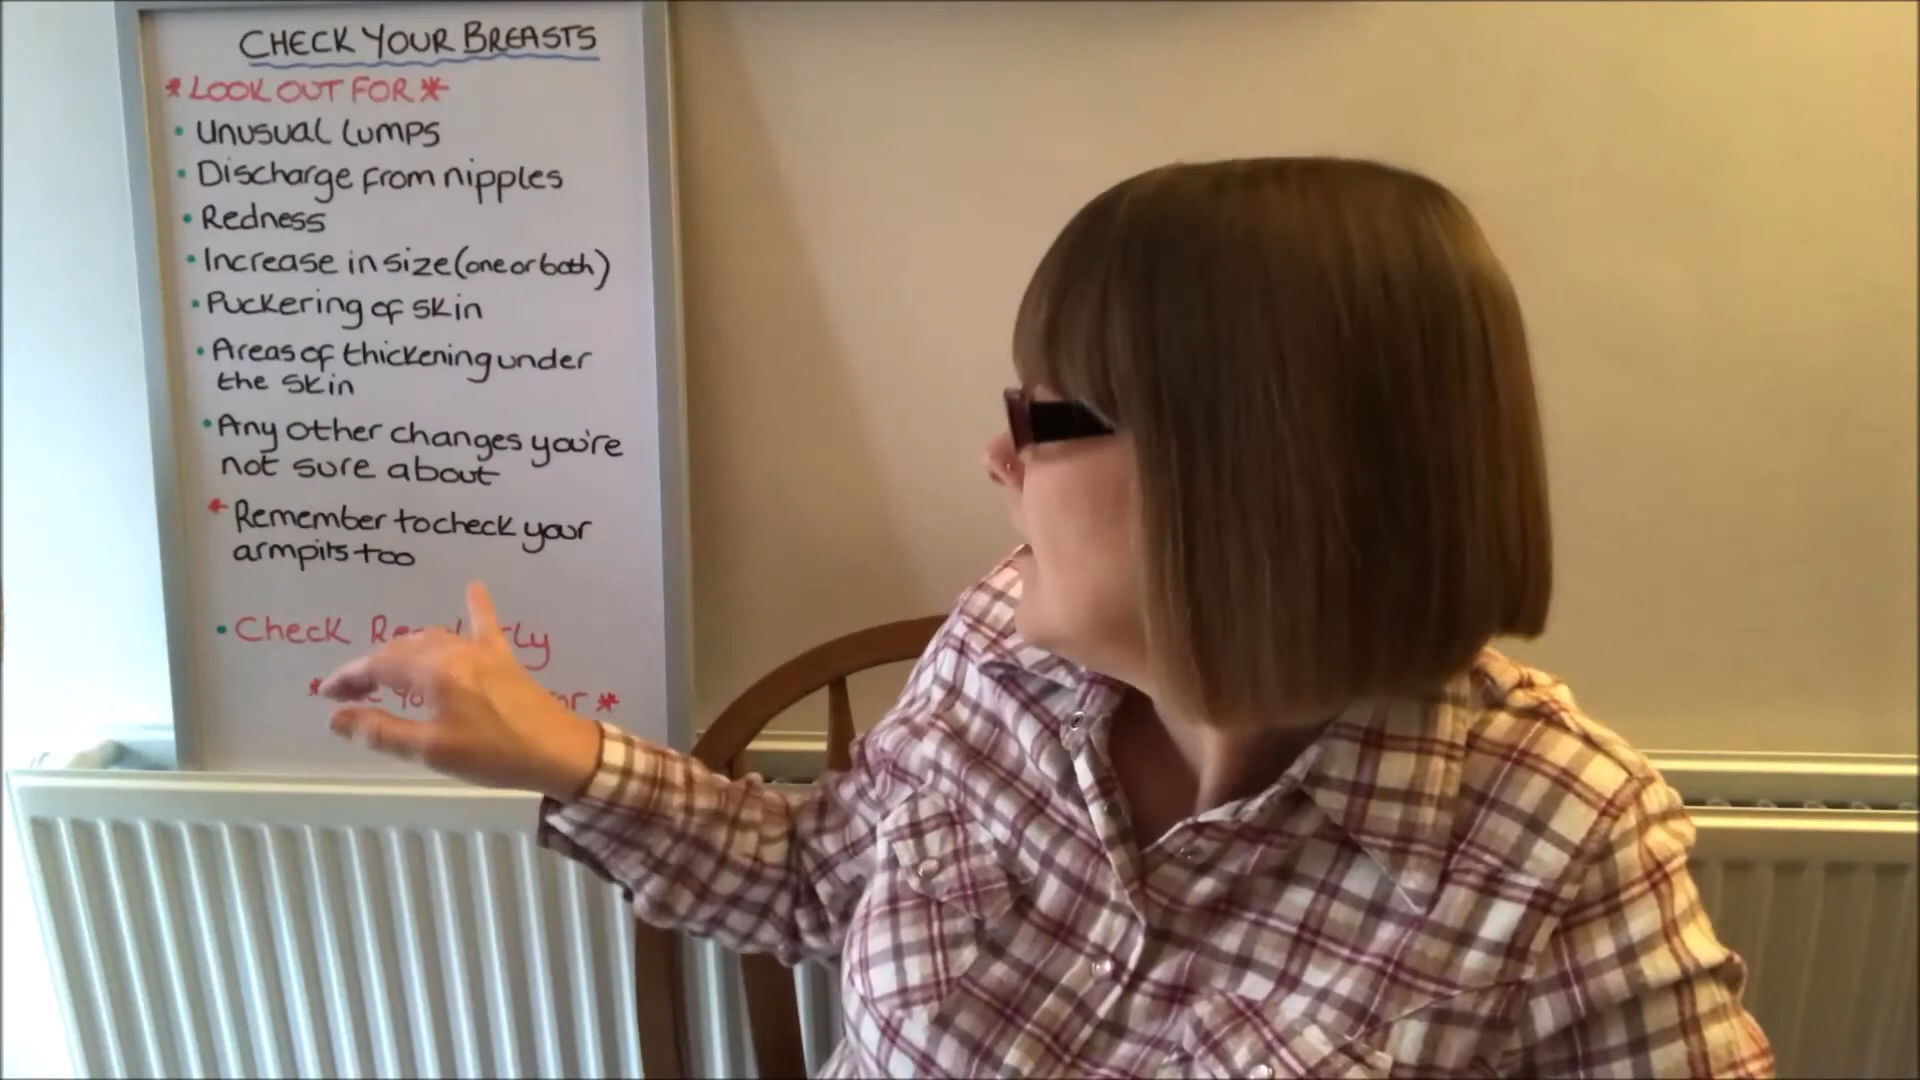 CHECK YOUR BREASTS
*LOOK OUT FOR*
• Unusual lumps
• Discharge from nipples
• Redness
• Increase in size (one or both)
• Puckering of skin
• Areas of thickening under
the skin
• Any other changes you're
not sure about
* Remember to check your
armpits too
• Check
* *